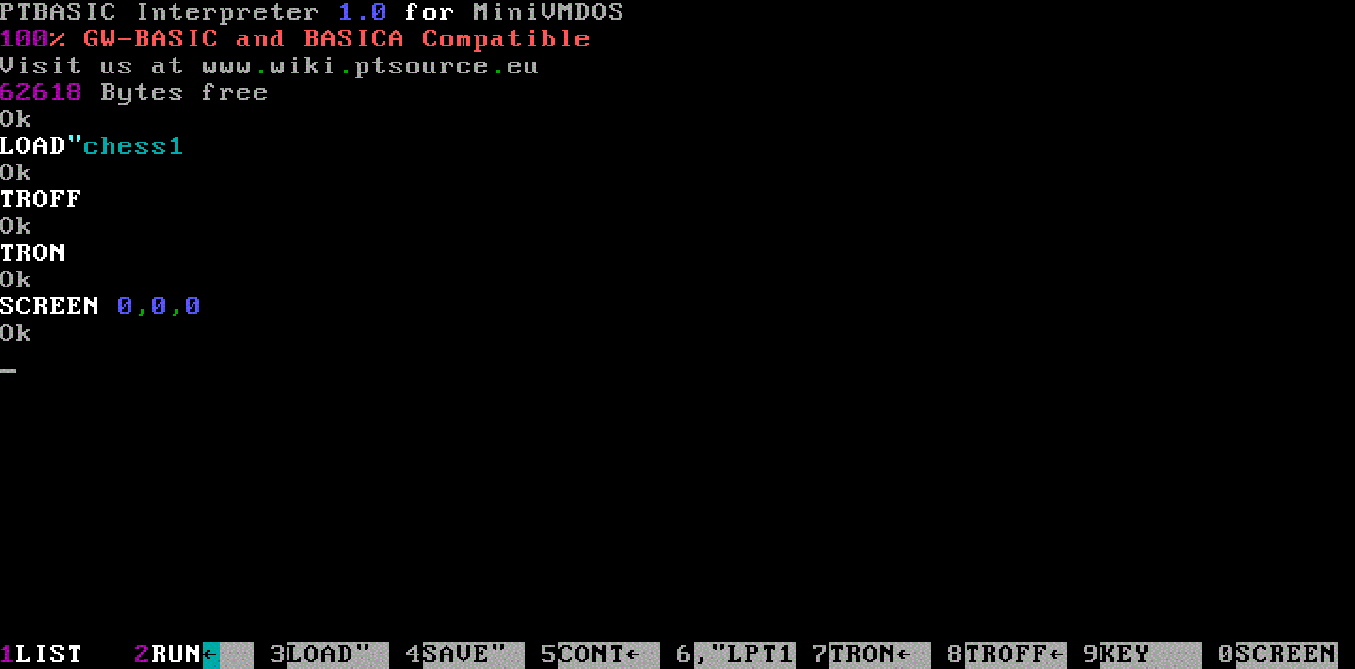 PTBASIC Interpreter 1.0 for MiniVMDOS
100% GW-BASIC and BASICA Compatible
Visit us at www.wiki.ptsource.eu
62618 Bytes free
Ok
LOAD"chess1
Ok
TROFF
Ok
TRON
Ok
SCREEN 0,0,0
Ok
_
1LIST 2RUN← 3LOAD" 4SAVE" 5CONT← 6,"LPT1 7TRON← 8TROFF← 9KEY 0SCREEN